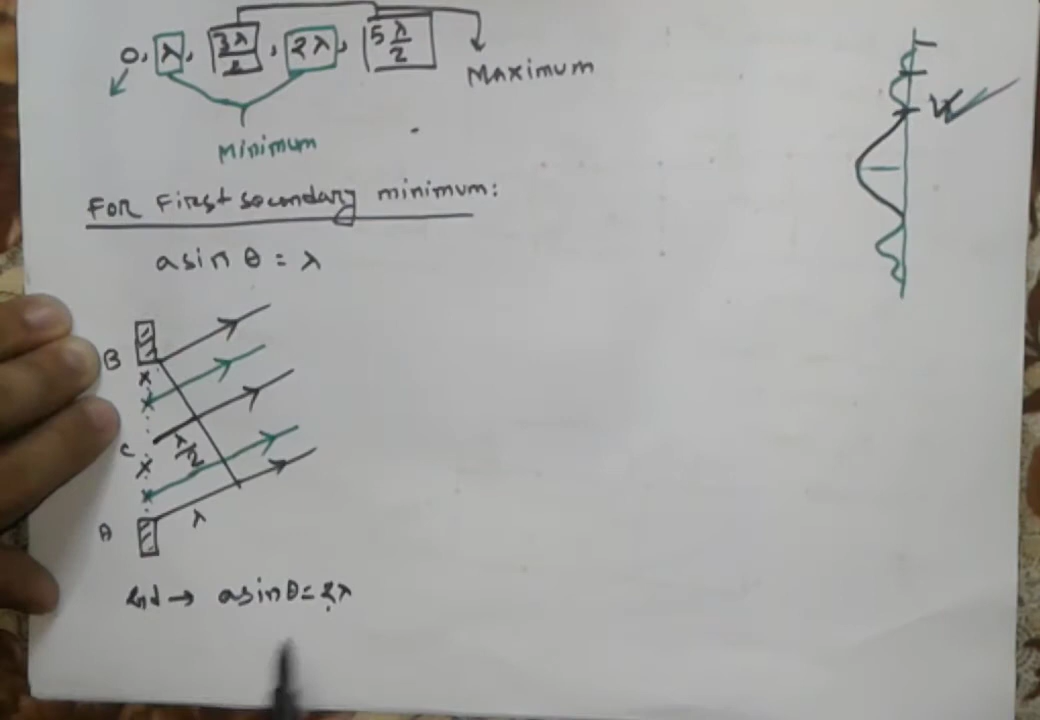 0, λ, 3λ/2, 2λ, 5λ/2
Maximum
Minimum
For First secondary minimum:
a sin θ = λ
B
C
λ/2
A
λ
2nd → a sin θ = 2λ